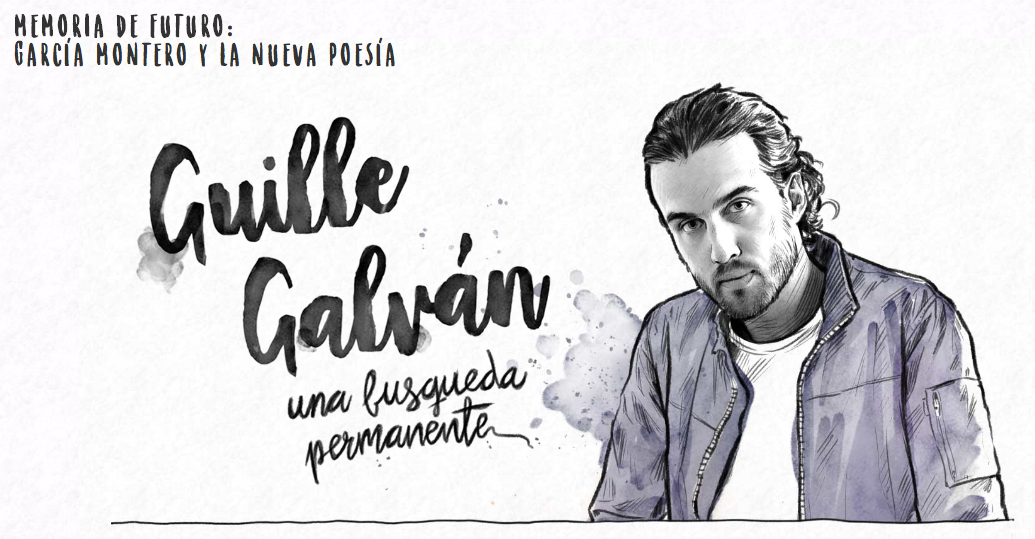 MEMORIA DE FUTURO:
GARCÍA MONTERO Y LA NUEVA POESÍA
Guille
Galván
una busqueda
permanente